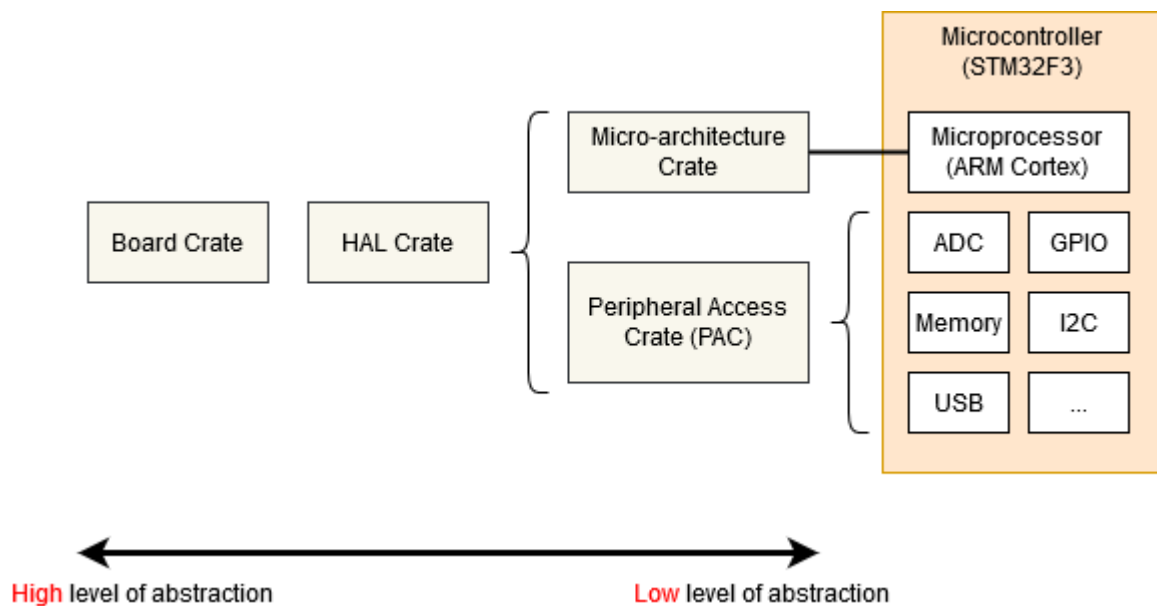 Microcontroller
(STM32F3)
Micro-architecture
Crate
Microprocessor
(ARM Cortex)
Board Crate
HAL Crate
ADC
GPIO
Peripheral Access
Crate (PAC)
Memory
I2C
USB
...
High level of abstraction
Low level of abstraction